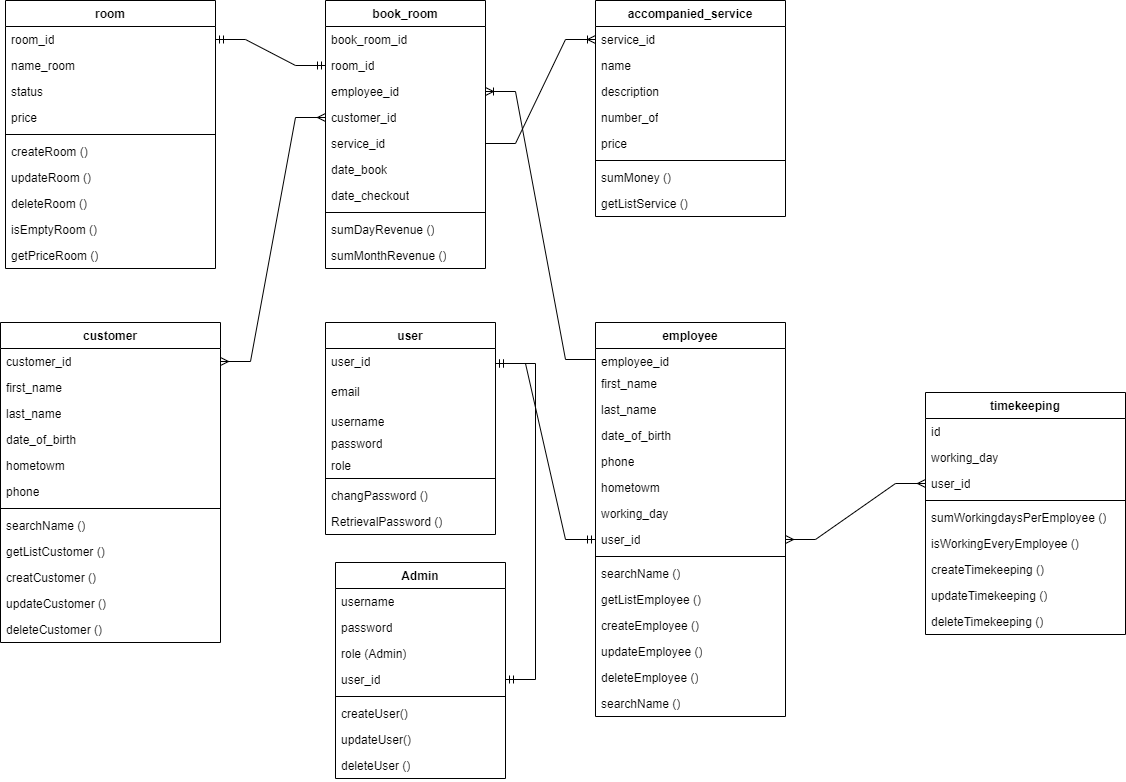 room
room_id
name_room
status
price
createRoom ()
updateRoom ()
deleteRoom ()
isEmptyRoom ()
getPriceRoom ()
book_room
book_room_id
room_id
employee_id
customer_id
service_id
date_book
date_checkout
sumDayRevenue ()
sumMonthRevenue ()
accompanied_service
service_id
name
description
number_of
price
sumMoney ()
getListService ()
customer
customer_id
first_name
last_name
date_of_birth
hometowm
phone
searchName ()
getListCustomer ()
creatCustomer ()
updateCustomer ()
deleteCustomer ()
user
user_id
email
username
password
role
changPassword ()
RetrievalPassword ()
Admin
username
password
role (Admin)
user_id
createUser()
updateUser()
deleteUser ()
employee
employee_id
first_name
last_name
date_of_birth
phone
hometowm
working_day
user_id
searchName ()
getListEmployee ()
createEmployee ()
updateEmployee ()
deleteEmployee ()
searchName ()
timekeeping
id
working_day
user_id
sumWorkingdaysPerEmployee ()
isWorkingEveryEmployee ()
createTimekeeping ()
updateTimekeeping ()
deleteTimekeeping ()